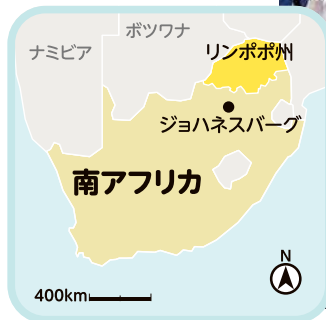 ボツワナ
ナミビア
リンポポ州
ジョハネスバーグ
南アフリカ
N
400km